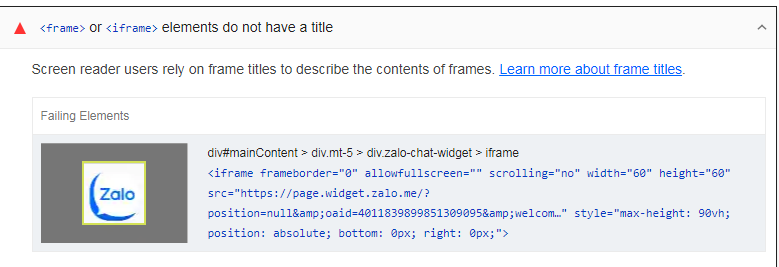 <frame> or <iframe> elements do not have a title
Screen reader users rely on frame titles to describe the contents of frames. Learn more about frame titles.
Failing Elements
Zalo
div#mainContent > div.mt-5 > div.zalo-chat-widget > iframe
<iframe frameborder="0" allowfullscreen="" scrolling="no" width="60" height="60"
src="https://page.widget.zalo.me/?
position=null&amp;oaid=4011839899851309095&amp;welcom…" style="max-height: 90vh;
position: absolute; bottom: 0px; right: 0px;">